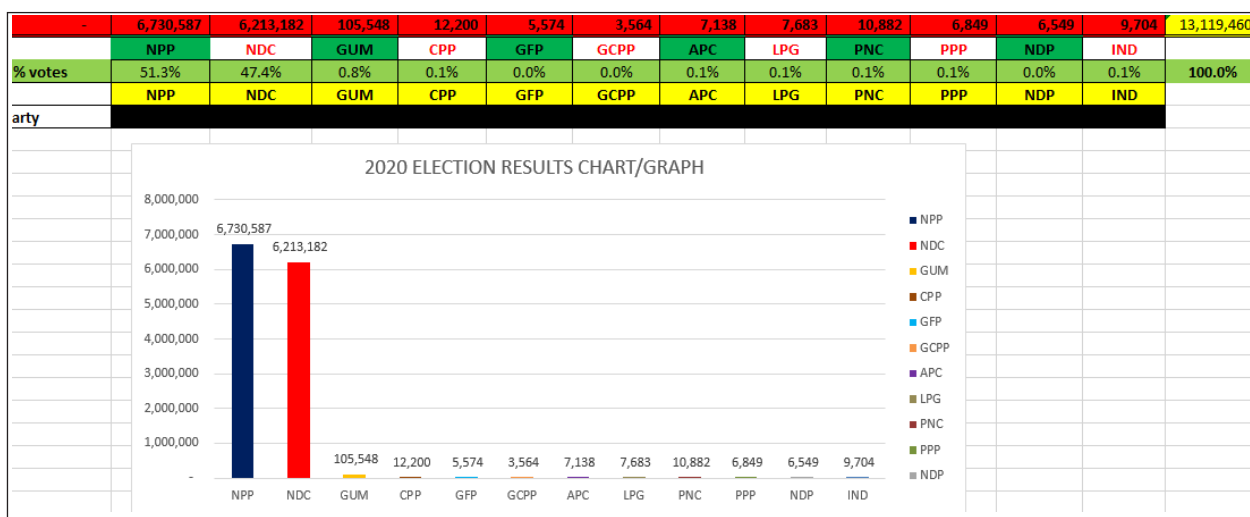 - 6,730,587 6,213,182 105,548 12,200 5,574 3,564 7,138 7,683 10,882 6,849 6,549 9,704 13,119,460
NPP NDC GUM CPP GFP GCPP APC LPG PNC PPP NDP IND
% votes 51.3% 47.4% 0.8% 0.1% 0.0% 0.0% 0.1% 0.1% 0.1% 0.1% 0.0% 0.1% 100.0%
NPP NDC GUM CPP GFP GCPP APC LPG PNC PPP NDP IND
arty
2020 ELECTION RESULTS CHART/GRAPH
8,000,000
7,000,000
6,000,000
5,000,000
4,000,000
3,000,000
2,000,000
1,000,000
-
6,730,587 6,213,182 105,548 12,200 5,574 3,564 7,138 7,683 10,882 6,849 6,549 9,704
NPP NDC GUM CPP GFP GCPP APC LPG PNC PPP NDP IND
NPP
NDC
GUM
CPP
GFP
GCPP
APC
LPG
PNC
PPP
NDP